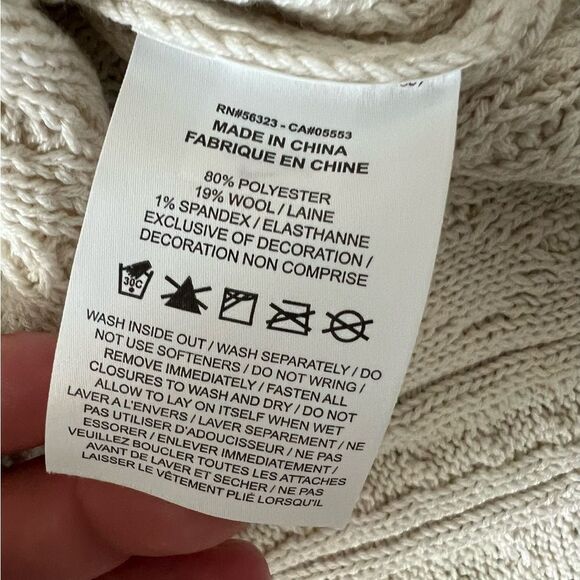 RN#56323 - CA#05553
MADE IN CHINA
FABRIQUE EN CHINE
80% POLYESTER
19% WOOL / LAINE
1% SPANDEX / ELASTHANNE
EXCLUSIVE OF DECORATION /
DECORATION NON COMPRISE
30C
WASH INSIDE OUT / WASH SEPARATELY / DO
NOT USE SOFTENERS / DO NOT WRING /
REMOVE IMMEDIATELY / FASTEN ALL
CLOSURES TO WASH AND DRY / DO NOT
ALLOW TO LAY ON ITSELF WHEN WET
LAVER A L'ENVERS / LAVER SEPAREMENT / NE
PAS UTILISER D'ADOUCISSEUR / NE PAS
ESSORER / ENLEVER IMMEDIATEMENT /
VEUILLEZ BOUCLER TOUTES LES ATTACHES
AVANT DE LAVER ET SECHER / NE PAS
LAISSER LE VÊTEMENT PLIÉ LORSQU'IL